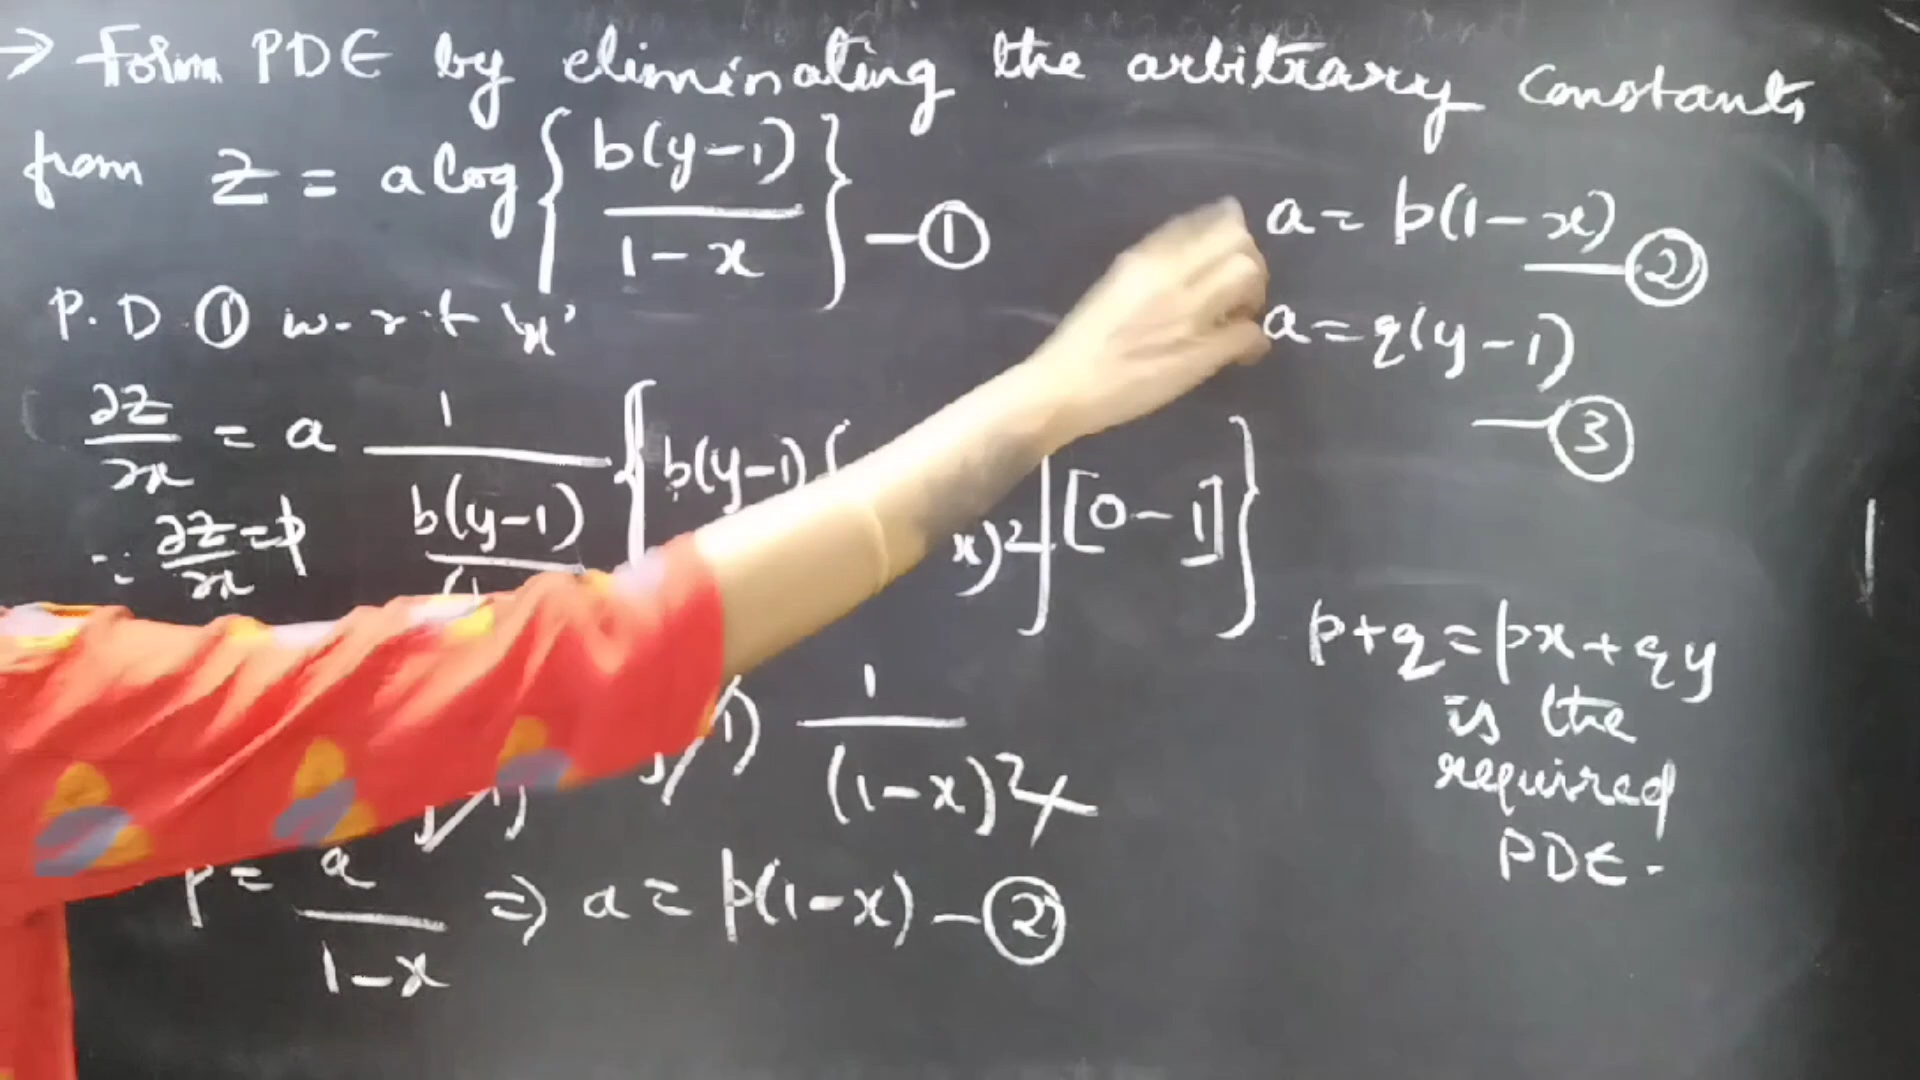 → Form PDE by eliminating the arbitrary constants
from z = a log { b(y-1) / 1-x } — ①
P.D ① w.r.t 'x'
∂z/∂x = a 1 / b(y-1) { b(y-1) x)² ] [0-1] }
∵ ∂z/∂x = p
1) 1 / (1-x)²
p = a / 1-x ⇒ a = p(1-x) — ②
a = p(1-x) — ②
a = q(y-1) — ③
p+q = px+qy
is the
required
PDE.